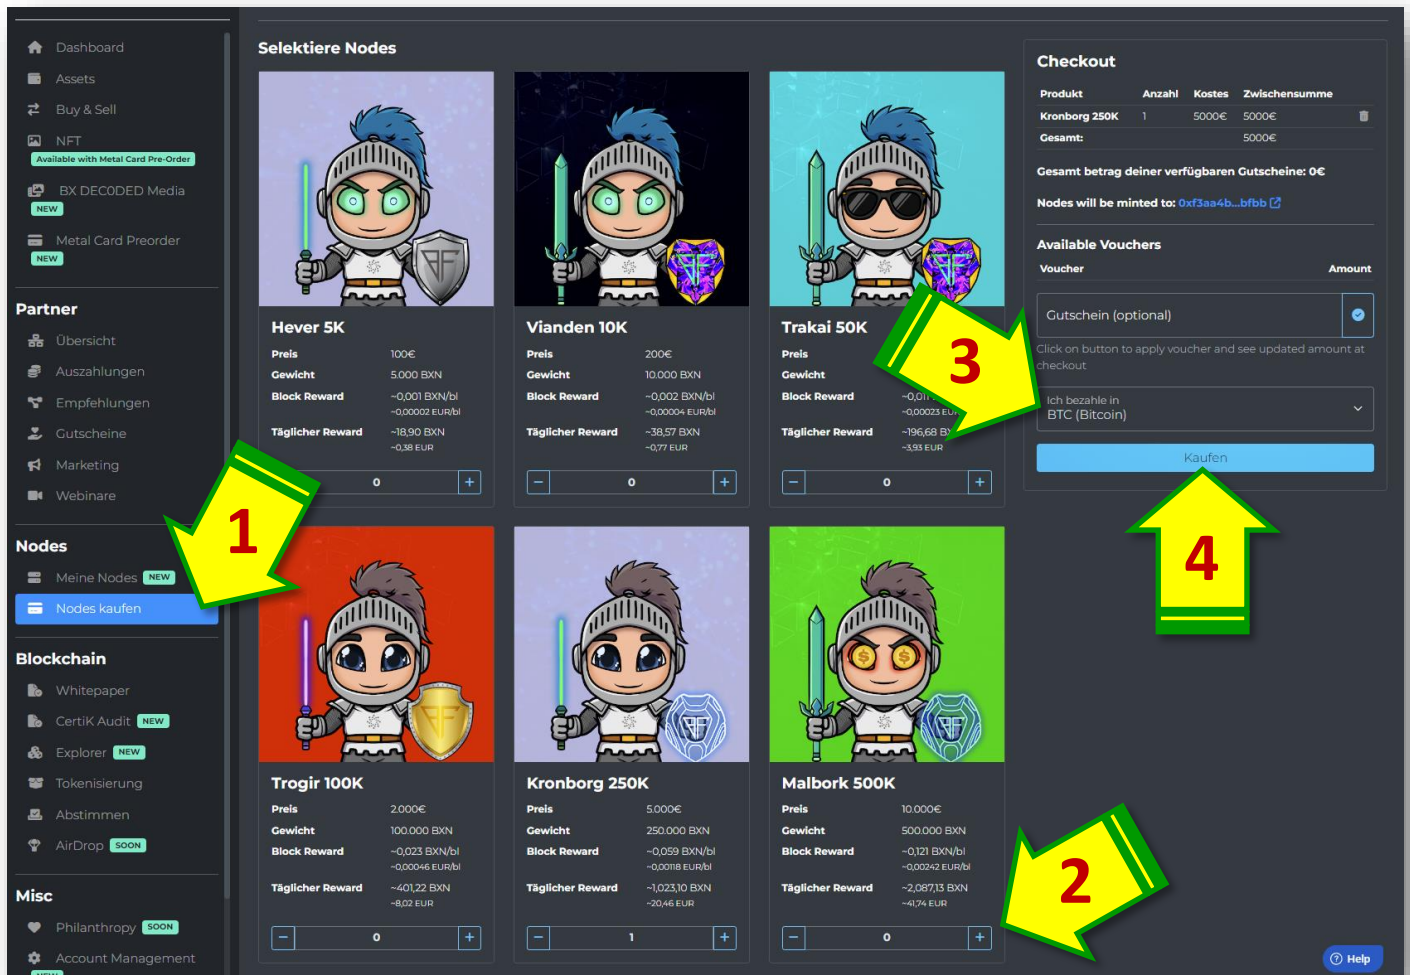 Dashboard
Assets
Buy & Sell
NFT
Available with Metal Card Pre-Order
BX DEC0DED Media
NEW
Metal Card Preorder
NEW
Partner
Übersicht
Auszahlungen
Empfehlungen
Gutscheine
Marketing
Webinare
Nodes
Meine Nodes NEW
Nodes kaufen
Blockchain
Whitepaper
CertiK Audit NEW
Explorer NEW
Tokenisierung
Abstimmen
AirDrop SOON
Misc
Philanthropy SOON
Account Management
NEW
1
Selektiere Nodes
Hever 5K
Preis 100€
Gewicht 5.000 BXN
Block Reward ~0,001 BXN/bl
~0,00002 EUR/bl
Täglicher Reward ~18,90 BXN
~0,38 EUR
0 +
Vianden 10K
Preis 200€
Gewicht 10.000 BXN
Block Reward ~0,002 BXN/bl
~0,00004 EUR/bl
Täglicher Reward ~38,57 BXN
~0,77 EUR
− 0 +
Trakai 50K
Preis
Gewicht
Block Reward ~0,011
~0,00023 EUR
Täglicher Reward ~196,68 BXN
~3,93 EUR
− 0 +
3
Trogir 100K
Preis 2.000€
Gewicht 100.000 BXN
Block Reward ~0,023 BXN/bl
~0,00046 EUR/bl
Täglicher Reward ~401,22 BXN
~8,02 EUR
− 0 +
Kronborg 250K
Preis 5.000€
Gewicht 250.000 BXN
Block Reward ~0,059 BXN/bl
~0,00118 EUR/bl
Täglicher Reward ~1,023,10 BXN
~20,46 EUR
− 1 +
Malbork 500K
Preis 10.000€
Gewicht 500.000 BXN
Block Reward ~0,121 BXN/bl
~0,00242 EUR/bl
Täglicher Reward ~2,087,13 BXN
~41,74 EUR
− 0 +
2
Checkout
Produkt Anzahl Kostes Zwischensumme
Kronborg 250K 1 5000€ 5000€
Gesamt: 5000€
Gesamt betrag deiner verfügbaren Gutscheine: 0€
Nodes will be minted to: 0xf3aa4b...bfbb
Available Vouchers
Voucher Amount
Gutschein (optional)
Click on button to apply voucher and see updated amount at
checkout
Ich bezahle in
BTC (Bitcoin)
Kaufen
4
Help